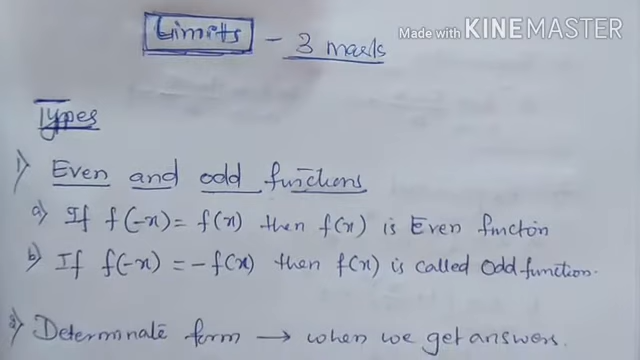 Limits - 3 marks
Made with KINEMASTER
Types
1) Even and odd functions
a) If f(-x) = f(x) then f(x) is Even function
b) If f(-x) = -f(x) then f(x) is called odd function.
2) Determinate form → when we get answers.